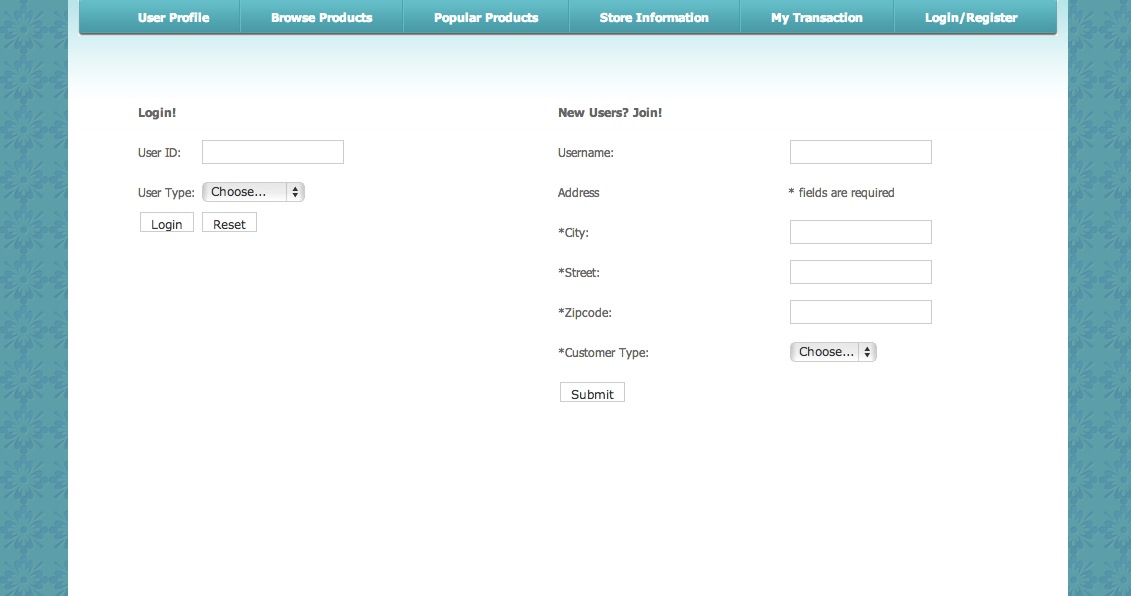 User Profile Browse Products Popular Products Store Information My Transaction Login/Register
Login!
User ID:
User Type: Choose...
Login Reset
New Users? Join!
Username:
Address * fields are required
*City:
*Street:
*Zipcode:
*Customer Type: Choose...
Submit